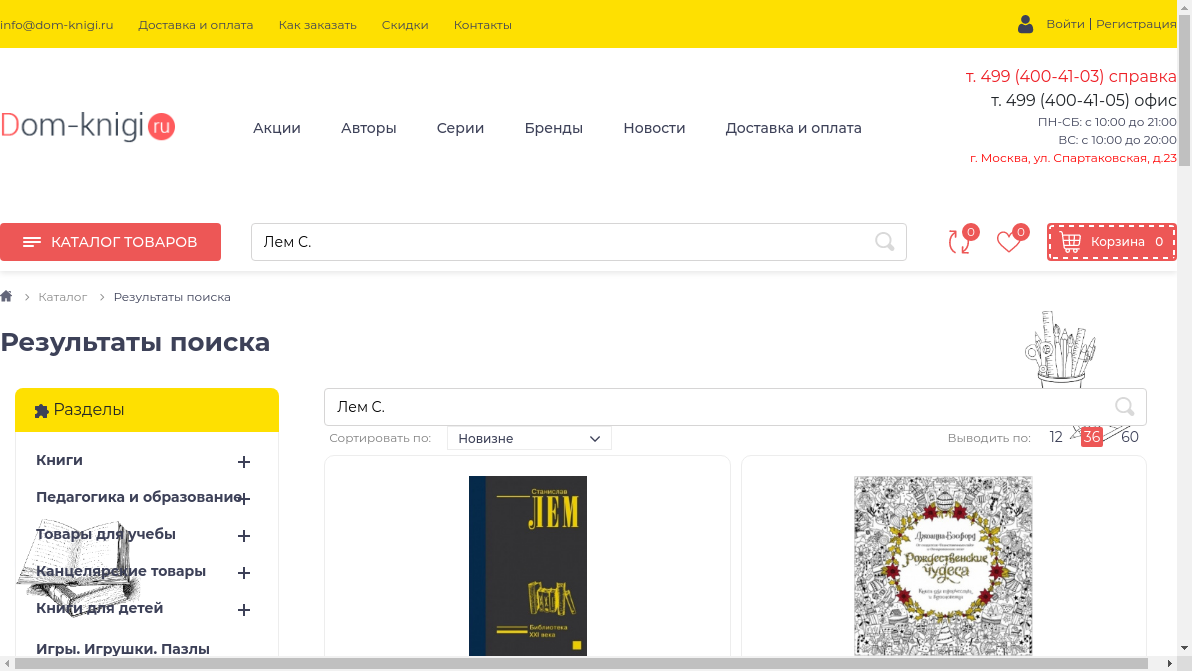 info@dom-knigi.ru Доставка и оплата Как заказать Скидки Контакты Войти | Регистрация
т. 499 (400-41-03) справка
т. 499 (400-41-05) офис
ПН-СБ: с 10:00 до 21:00
ВС: с 10:00 до 20:00
г. Москва, ул. Спартаковская, д.23
Dom-knigi ru Акции Авторы Серии Бренды Новости Доставка и оплата
КАТАЛОГ ТОВАРОВ Лем С. 0 0 Корзина 0
Каталог Результаты поиска
Результаты поиска
Разделы
Книги
Педагогика и образование
Товары для учебы
Канцелярские товары
Книги для детей
Игры. Игрушки. Пазлы
Лем С.
Сортировать по: Новизне Выводить по: 12 36 60
Станислав
ЛЕМ
Библиотека
XXI века
Джоанна Бэсфорд
Рождественские
чудеса